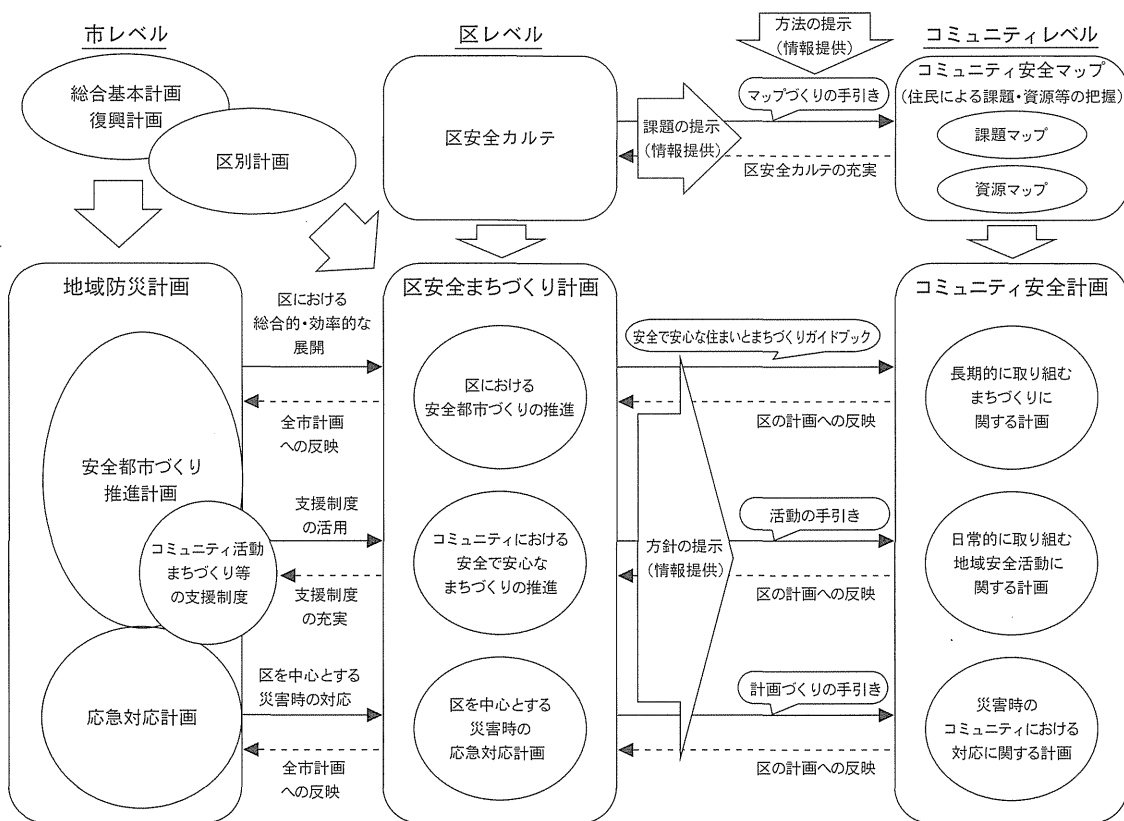 市レベル
総合基本計画
復興計画
区別計画
区レベル
区安全カルテ
方法の提示
(情報提供)
マップづくりの手引き
課題の提示
(情報提供)
区安全カルテの充実
コミュニティレベル
コミュニティ安全マップ
(住民による課題・資源等の把握)
課題マップ
資源マップ
地域防災計画
安全都市づくり
推進計画
コミュニティ活動
まちづくり等
の支援制度
応急対応計画
区における
総合的・効率的な
展開
全市計画
への反映
支援制度
の活用
支援制度
の充実
区を中心とする
災害時の対応
全市計画
への反映
区安全まちづくり計画
区における
安全都市づくりの推進
コミュニティにおける
安全で安心な
まちづくりの推進
区を中心とする
災害時の
応急対応計画
安全で安心な住まいとまちづくりガイドブック
区の計画への反映
方針の提示
(情報提供)
活動の手引き
区の計画への反映
計画づくりの手引き
区の計画への反映
コミュニティ安全計画
長期的に取り組む
まちづくりに
関する計画
日常的に取り組む
地域安全活動に
関する計画
災害時の
コミュニティにおける
対応に関する計画